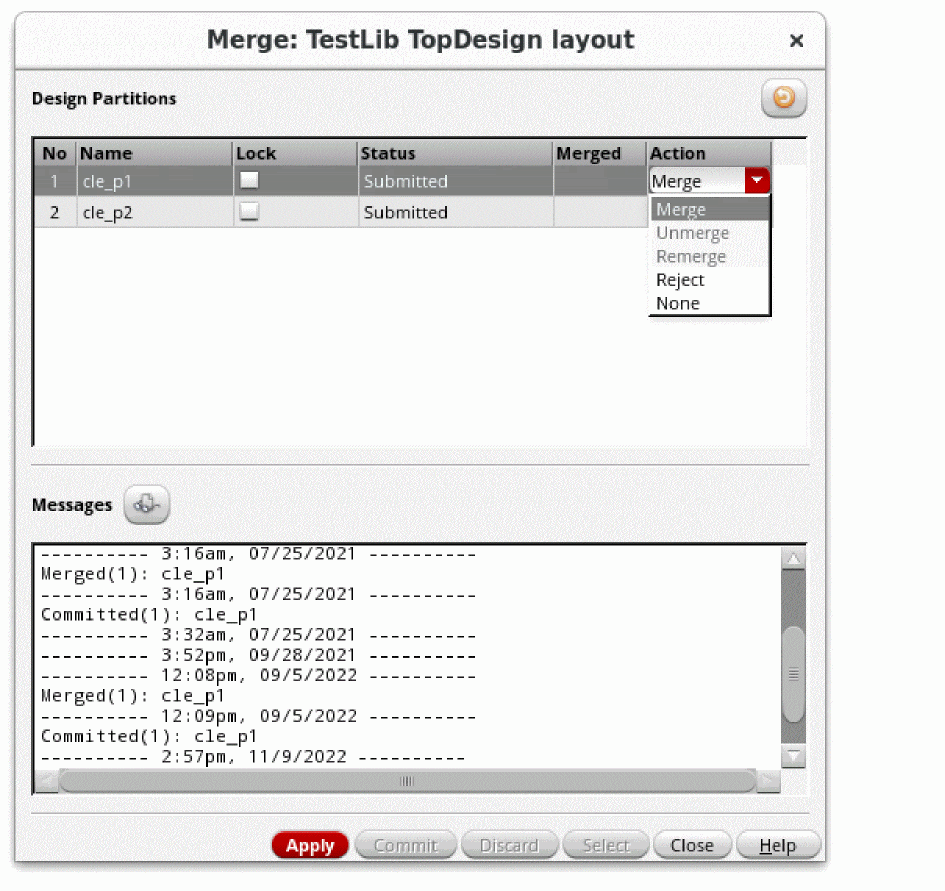 Merge: TestLib TopDesign layout
Design Partitions
No Name Lock Status Merged Action
1 cle_p1 Submitted Merge
2 cle_p2 Submitted
Merge
Unmerge
Remerge
Reject
None
Messages
---------- 3:16am, 07/25/2021 ----------
Merged(1): cle_p1
---------- 3:16am, 07/25/2021 ----------
Committed(1): cle_p1
---------- 3:32am, 07/25/2021 ----------
---------- 3:52pm, 09/28/2021 ----------
---------- 12:08pm, 09/5/2022 ----------
Merged(1): cle_p1
---------- 12:09pm, 09/5/2022 ----------
Committed(1): cle_p1
---------- 2:57pm, 11/9/2022 ----------
Apply Commit Discard Select Close Help